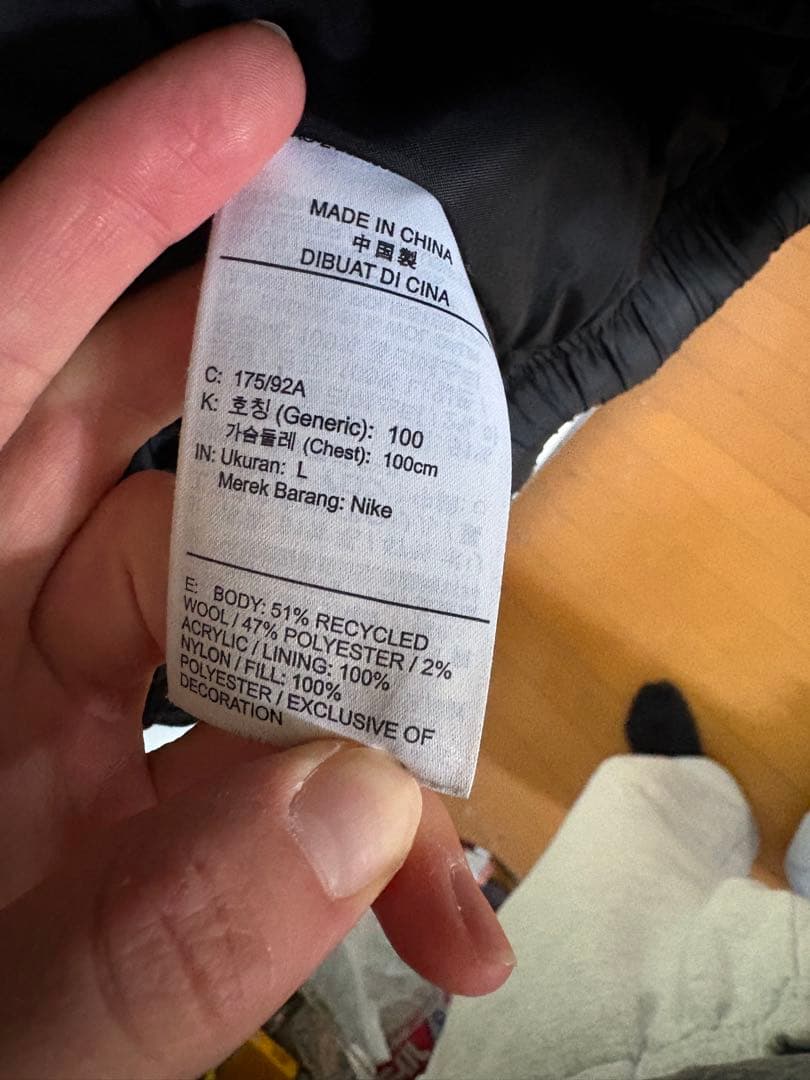 MADE IN CHINA
中国製
DIBUAT DI CINA
C: 175/92A
K: 호칭 (Generic): 100
가슴둘레 (Chest): 100cm
IN: Ukuran: L
Merek Barang: Nike
E: BODY: 51% RECYCLED
WOOL / 47% POLYESTER / 2%
ACRYLIC / LINING: 100%
NYLON / FILL: 100%
POLYESTER / EXCLUSIVE OF
DECORATION